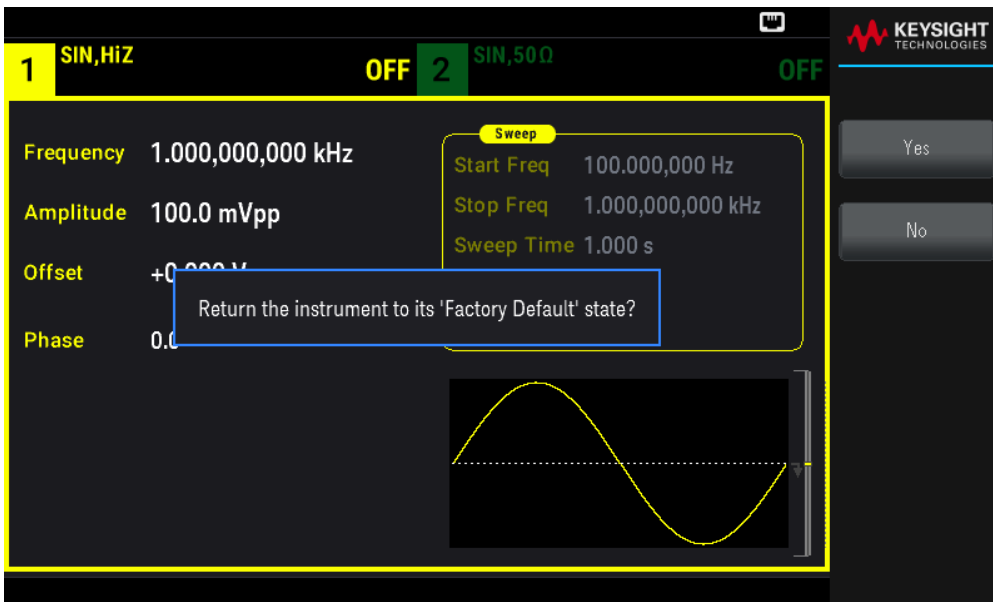 KEYSIGHT
TECHNOLOGIES
1 SIN,HiZ OFF 2 SIN,50Ω OFF
Sweep
Frequency 1.000,000,000 kHz
Start Freq 100.000,000 Hz
Amplitude 100.0 mVpp
Stop Freq 1.000,000,000 kHz
Sweep Time 1.000 s
Offset
Return the instrument to its 'Factory Default' state?
Phase
Yes
No